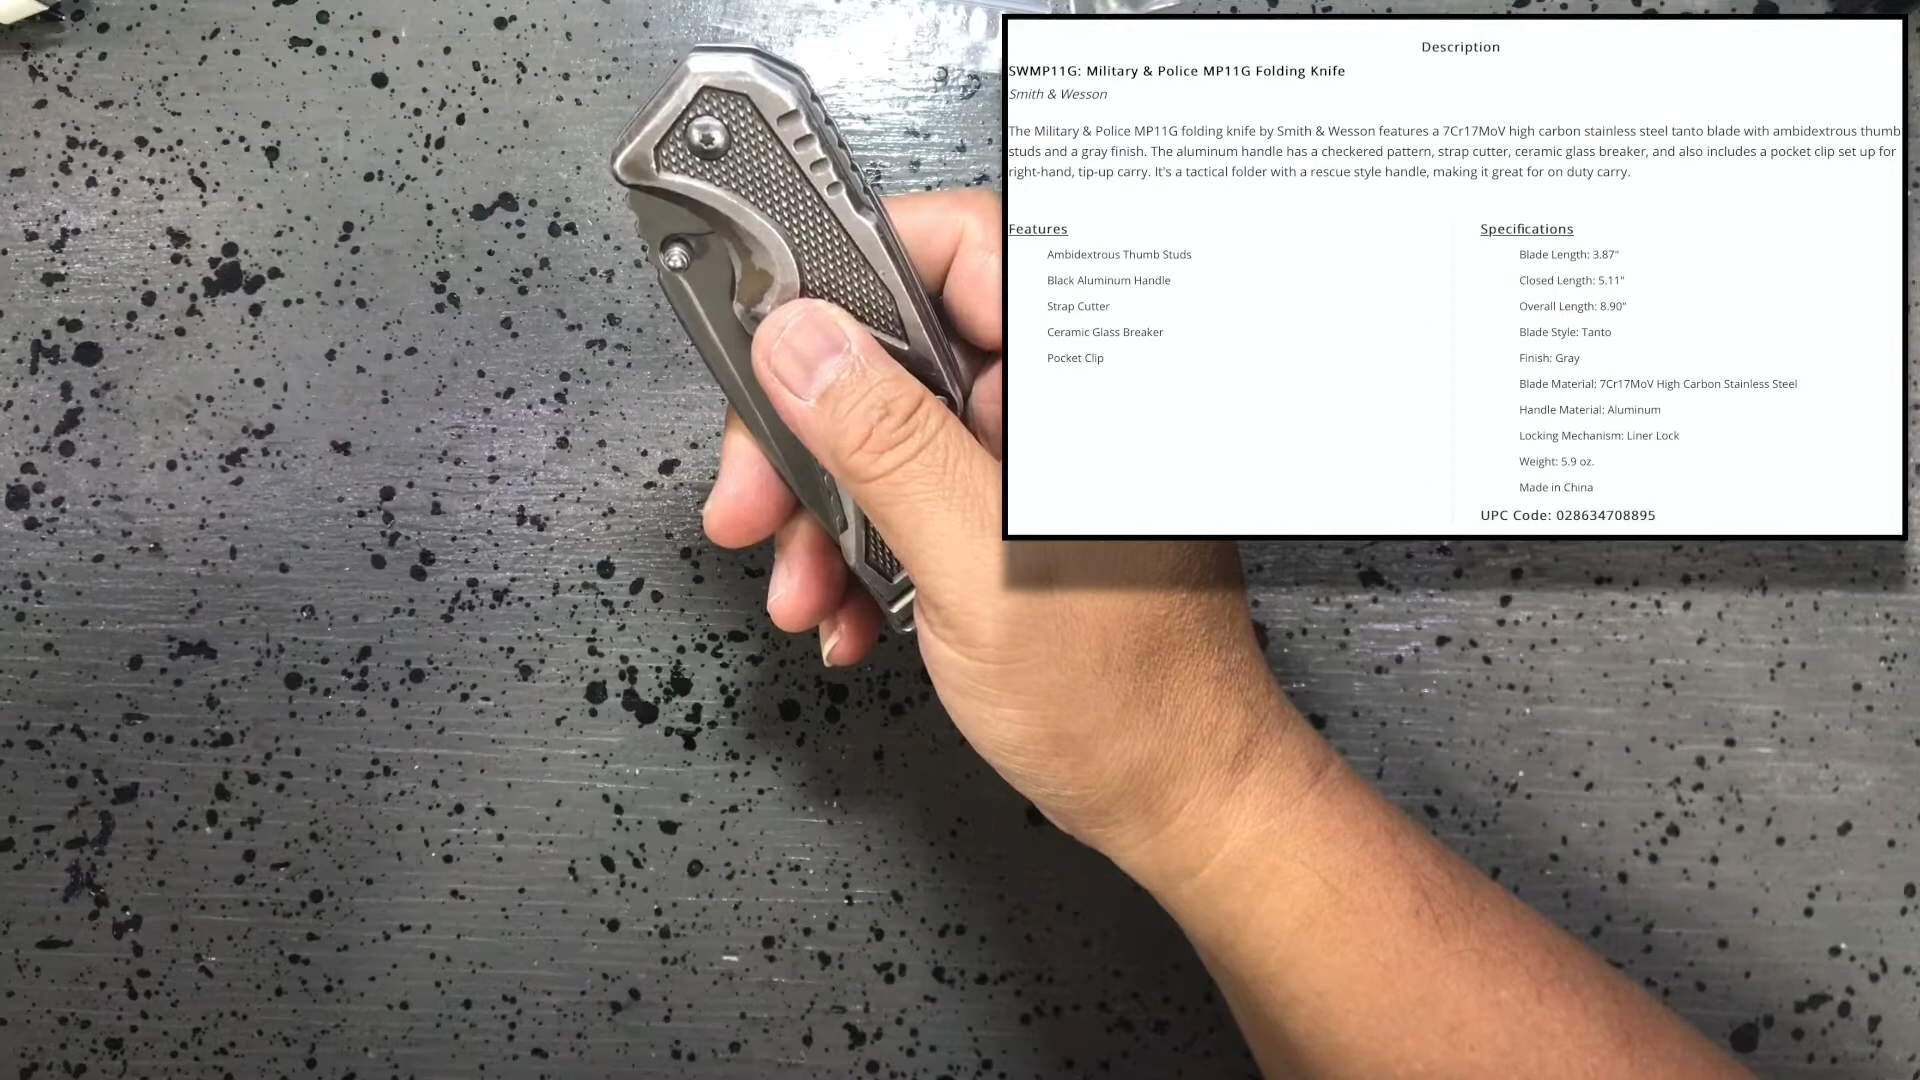 Description
SWMP11G: Military & Police MP11G Folding Knife
Smith & Wesson
The Military & Police MP11G folding knife by Smith & Wesson features a 7Cr17MoV high carbon stainless steel tanto blade with ambidextrous thumb
studs and a gray finish. The aluminum handle has a checkered pattern, strap cutter, ceramic glass breaker, and also includes a pocket clip set up for
right-hand, tip-up carry. It's a tactical folder with a rescue style handle, making it great for on duty carry.
Features
Ambidextrous Thumb Studs
Black Aluminum Handle
Strap Cutter
Ceramic Glass Breaker
Pocket Clip
Specifications
Blade Length: 3.87"
Closed Length: 5.11"
Overall Length: 8.90"
Blade Style: Tanto
Finish: Gray
Blade Material: 7Cr17MoV High Carbon Stainless Steel
Handle Material: Aluminum
Locking Mechanism: Liner Lock
Weight: 5.9 oz.
Made in China
UPC Code: 028634708895